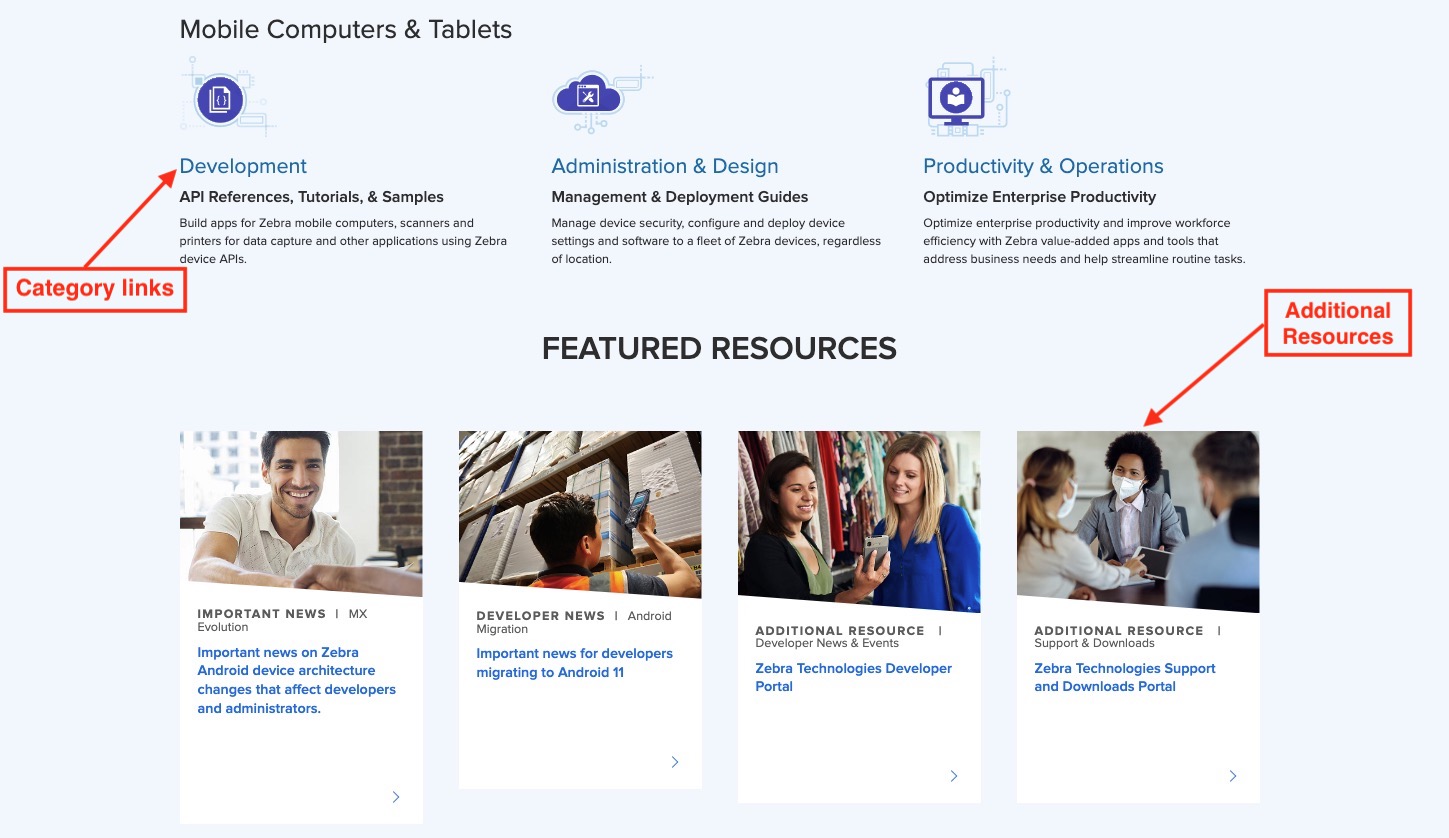 Mobile Computers & Tablets
Development
API References, Tutorials, & Samples
Build apps for Zebra mobile computers, scanners and
printers for data capture and other applications using Zebra
device APIs.
Administration & Design
Management & Deployment Guides
Manage device security, configure and deploy device
settings and software to a fleet of Zebra devices, regardless
of location.
Productivity & Operations
Optimize Enterprise Productivity
Optimize enterprise productivity and improve workforce
efficiency with Zebra value-added apps and tools that
address business needs and help streamline routine tasks.
Category links
Additional
Resources
FEATURED RESOURCES
IMPORTANT NEWS | MX
Evolution
Important news on Zebra
Android device architecture
changes that affect developers
and administrators.
DEVELOPER NEWS | Android
Migration
Important news for developers
migrating to Android 11
ADDITIONAL RESOURCE |
Developer News & Events
Zebra Technologies Developer
Portal
ADDITIONAL RESOURCE |
Support & Downloads
Zebra Technologies Support
and Downloads Portal